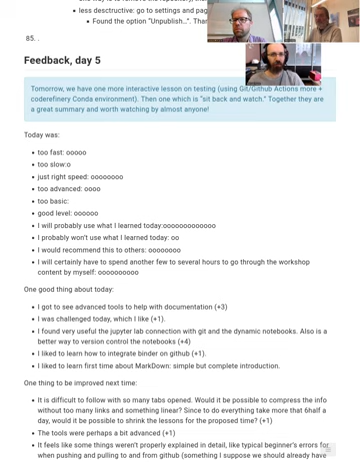 less desctructive: go to settings and pag
Found the option "Unpublish...". Than
85. .
Feedback, day 5
Tomorrow, we have one more interactive lesson on testing (using Git/Github Actions more +
coderefinery Conda environment). Then one which is "sit back and watch." Together they are
a great summary and worth watching by almost anyone!
Today was:
too fast: ooooo
too slow:o
just right speed: oooooooo
too advanced: oooo
too basic:
good level: oooooo
I will probably use what I learned today:ooooooooooooo
I probably won't use what I learned today: oo
I would recommend this to others: oooooooo
I will certainly have to spend another few to several hours to go through the workshop
content by myself: oooooooooo
One good thing about today:
I got to see advanced tools to help with documentation (+3)
I was challenged today, which I like (+1).
I found very useful the jupyter lab connection with git and the dynamic notebooks. Also is a
better way to version control the notebooks (+4)
I liked to learn how to integrate binder on github (+1).
I liked to learn first time about MarkDown: simple but complete introduction.
One thing to be improved next time:
It is difficult to follow with so many tabs opened. Would it be possible to compress the info
without too many links and something linear? Since to do everything take more that 6half a
day, would it be possible to shrink the lessons for the proposed time? (+1)
The tools were perhaps a bit advanced (+1)
It feels like some things weren't properly explained in detail, like typical beginner's errors for
when pushing and pulling to and from github (something I suppose we should already have